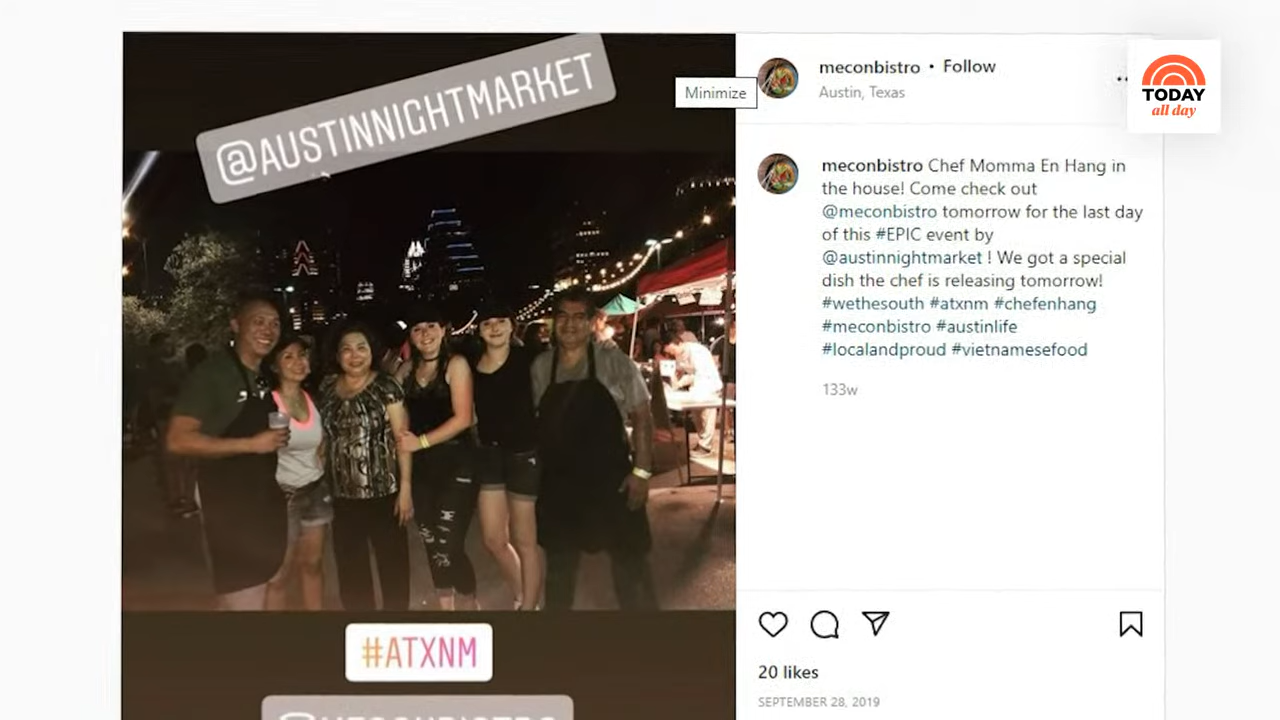 @AUSTINNIGHTMARKET
#ATXNM
@MECONBISTRO
Minimize
meconbistro • Follow
Austin, Texas
TODAY
all day
meconbistro Chef Momma En Hang in
the house! Come check out
@meconbistro tomorrow for the last day
of this #EPIC event by
@austinnightmarket ! We got a special
dish the chef is releasing tomorrow!
#wethesouth #atxnm #chefenhang
#meconbistro #austinlife
#localandproud #vietnamesefood
133w
20 likes
SEPTEMBER 28, 2019